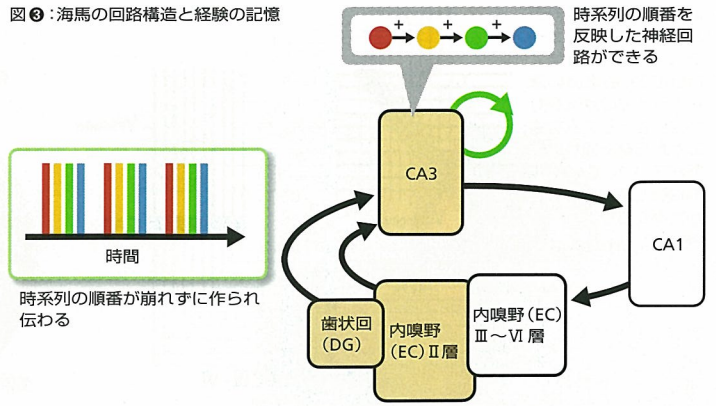 図❸：海馬の回路構造と経験の記憶
時系列の順番を
反映した神経回
路ができる
+ + +
CA3
CA1
時間
時系列の順番が崩れずに作られ
伝わる
歯状回
(DG)
内嗅野
(EC)Ⅱ層
内嗅野(EC)
Ⅲ～Ⅵ層